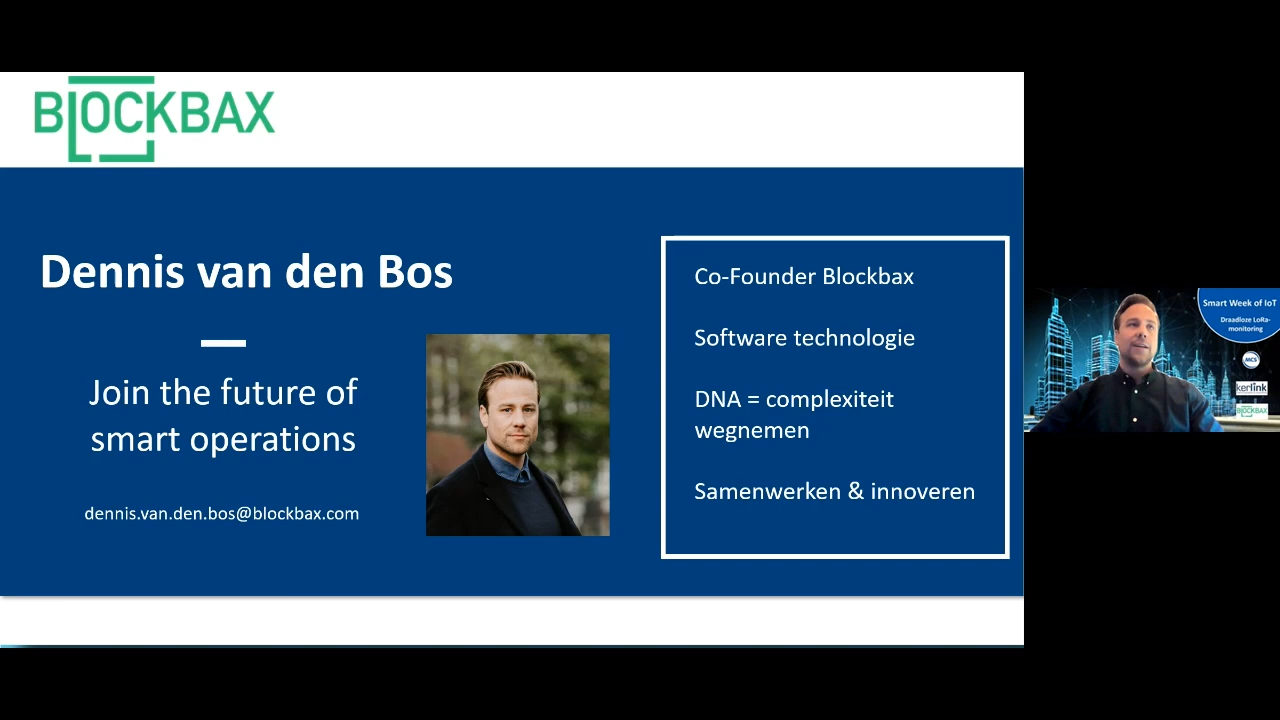 BLOCKBAX
Dennis van den Bos
Join the future of
smart operations
dennis.van.den.bos@blockbax.com
Co-Founder Blockbax
Software technologie
DNA = complexiteit
wegnemen
Samenwerken & innoveren
Smart Week of IoT
Draadloze LoRa-
monitoring
MCS
kerlink
BLOCKBAX